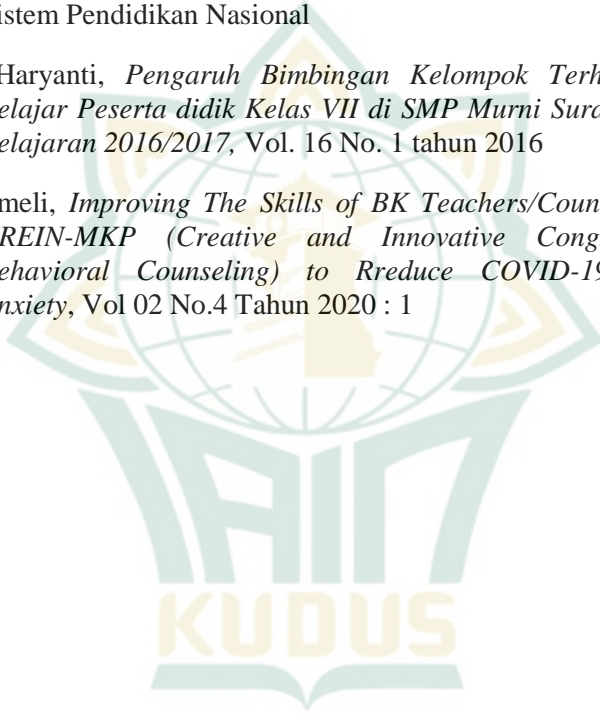 istem Pendidikan Nasional
Haryanti, Pengaruh Bimbingan Kelompok Terh
elajar Peserta didik Kelas VII di SMP Murni Sura
elajaran 2016/2017, Vol. 16 No. 1 tahun 2016
meli, Improving The Skills of BK Teachers/Coun
REIN-MKP (Creative and Innovative Cong
ehavioral Counseling) to Rreduce COVID-19
nxiety, Vol 02 No.4 Tahun 2020 : 1
IAIN
KUDUS